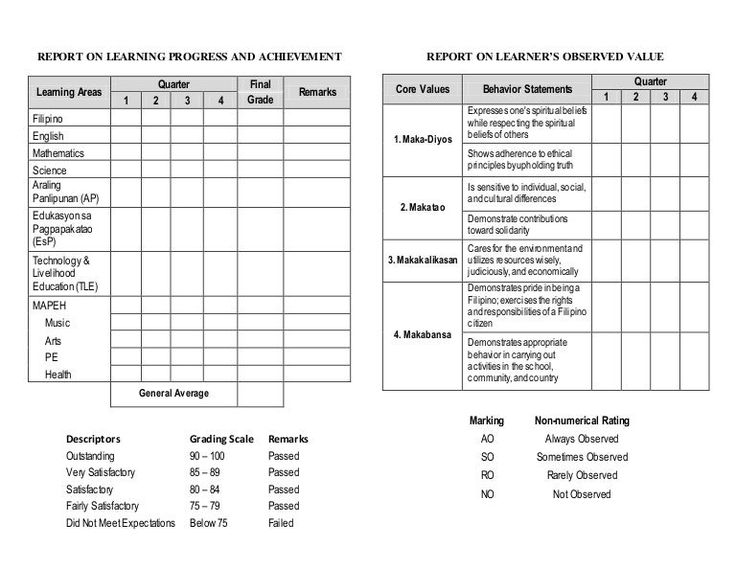 REPORT ON LEARNING PROGRESS AND ACHIEVEMENT
Learning Areas Quarter Final Grade Remarks
1 2 3 4
Filipino
English
Mathematics
Science
Araling
Panlipunan (AP)
Edukasyon sa
Pagpapakatao
(EsP)
Technology &
Livelihood
Education (TLE)
MAPEH
Music
Arts
PE
Health
General Average
Descriptors Grading Scale Remarks
Outstanding 90 – 100 Passed
Very Satisfactory 85 – 89 Passed
Satisfactory 80 – 84 Passed
Fairly Satisfactory 75 – 79 Passed
Did Not Meet Expectations Below 75 Failed
REPORT ON LEARNER'S OBSERVED VALUE
Core Values Behavior Statements Quarter
1 2 3 4
1. Maka-Diyos
Expresses one's spiritual beliefs
while respecting the spiritual
beliefs of others
Shows adherence to ethical
principles by upholding truth
2. Makatao
Is sensitive to individual, social,
and cultural differences
Demonstrate contributions
toward solidarity
3. Makakalikasan
Cares for the environment and
utilizes resources wisely,
judiciously, and economically
4. Makabansa
Demonstrates pride in being a
Filipino; exercises the rights
and responsibilities of a Filipino
citizen
Demonstrates appropriate
behavior in carrying out
activities in the school,
community, and country
Marking Non-numerical Rating
AO Always Observed
SO Sometimes Observed
RO Rarely Observed
NO Not Observed